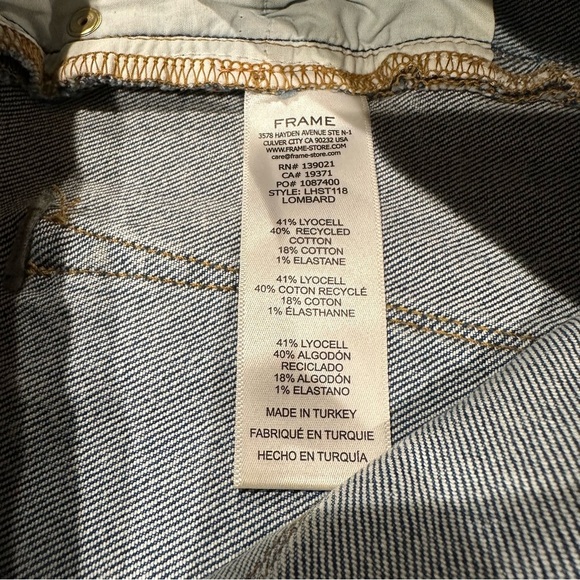 FRAME
3578 HAYDEN AVENUE STE N-1
CULVER CITY CA 90232 USA
WWW.FRAME-STORE.COM
care@frame-store.com
RN# 139021
CA# 19371
PO# 1087400
STYLE: LHST118
LOMBARD
41% LYOCELL
40% RECYCLED
COTTON
18% COTTON
1% ELASTANE
41% LYOCELL
40% COTON RECYCLÉ
18% COTON
1% ÉLASTHANNE
41% LYOCELL
40% ALGODÓN
RECICLADO
18% ALGODÓN
1% ELASTANO
MADE IN TURKEY
FABRIQUÉ EN TURQUIE
HECHO EN TURQUÍA